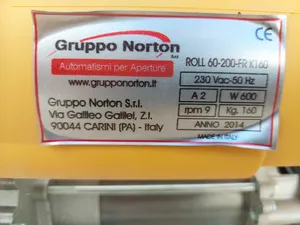 Gruppo Norton
s.r.l.
Automatismi per Aperture
www.grupponorton.it
Gruppo Norton S.r.l.
Via Galileo Galilei, Z.I.
90044 CARINI (PA) - Italy
CE
ROLL 60-200-FR K160
230 Vac-50 Hz
A 2 W 600
rpm 9 Kg. 160
ANNO 2014
MADE IN ITALY